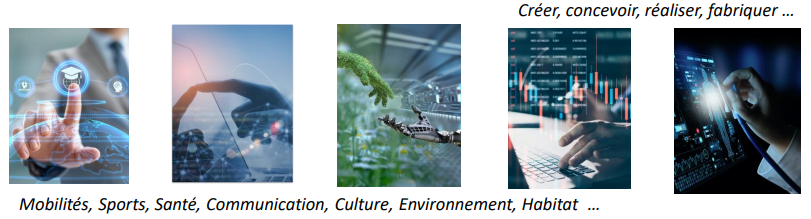 Créer, concevoir, réaliser, fabriquer ...
Mobilités, Sports, Santé, Communication, Culture, Environnement, Habitat ...